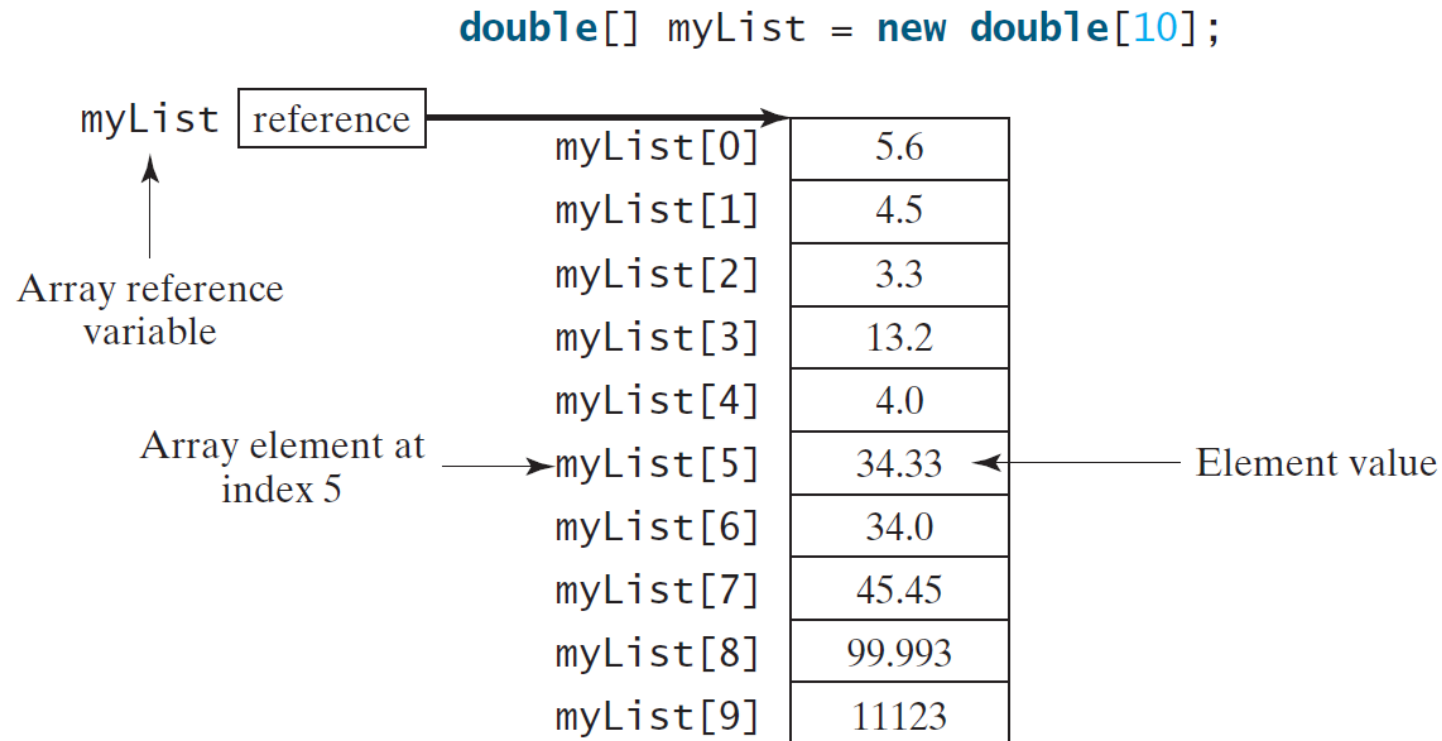 double[] myList = new double[10];
myList reference
myList[0] 5.6
myList[1] 4.5
myList[2] 3.3
Array reference
variable
myList[3] 13.2
myList[4] 4.0
Array element at
index 5
myList[5] 34.33 Element value
myList[6] 34.0
myList[7] 45.45
myList[8] 99.993
myList[9] 11123